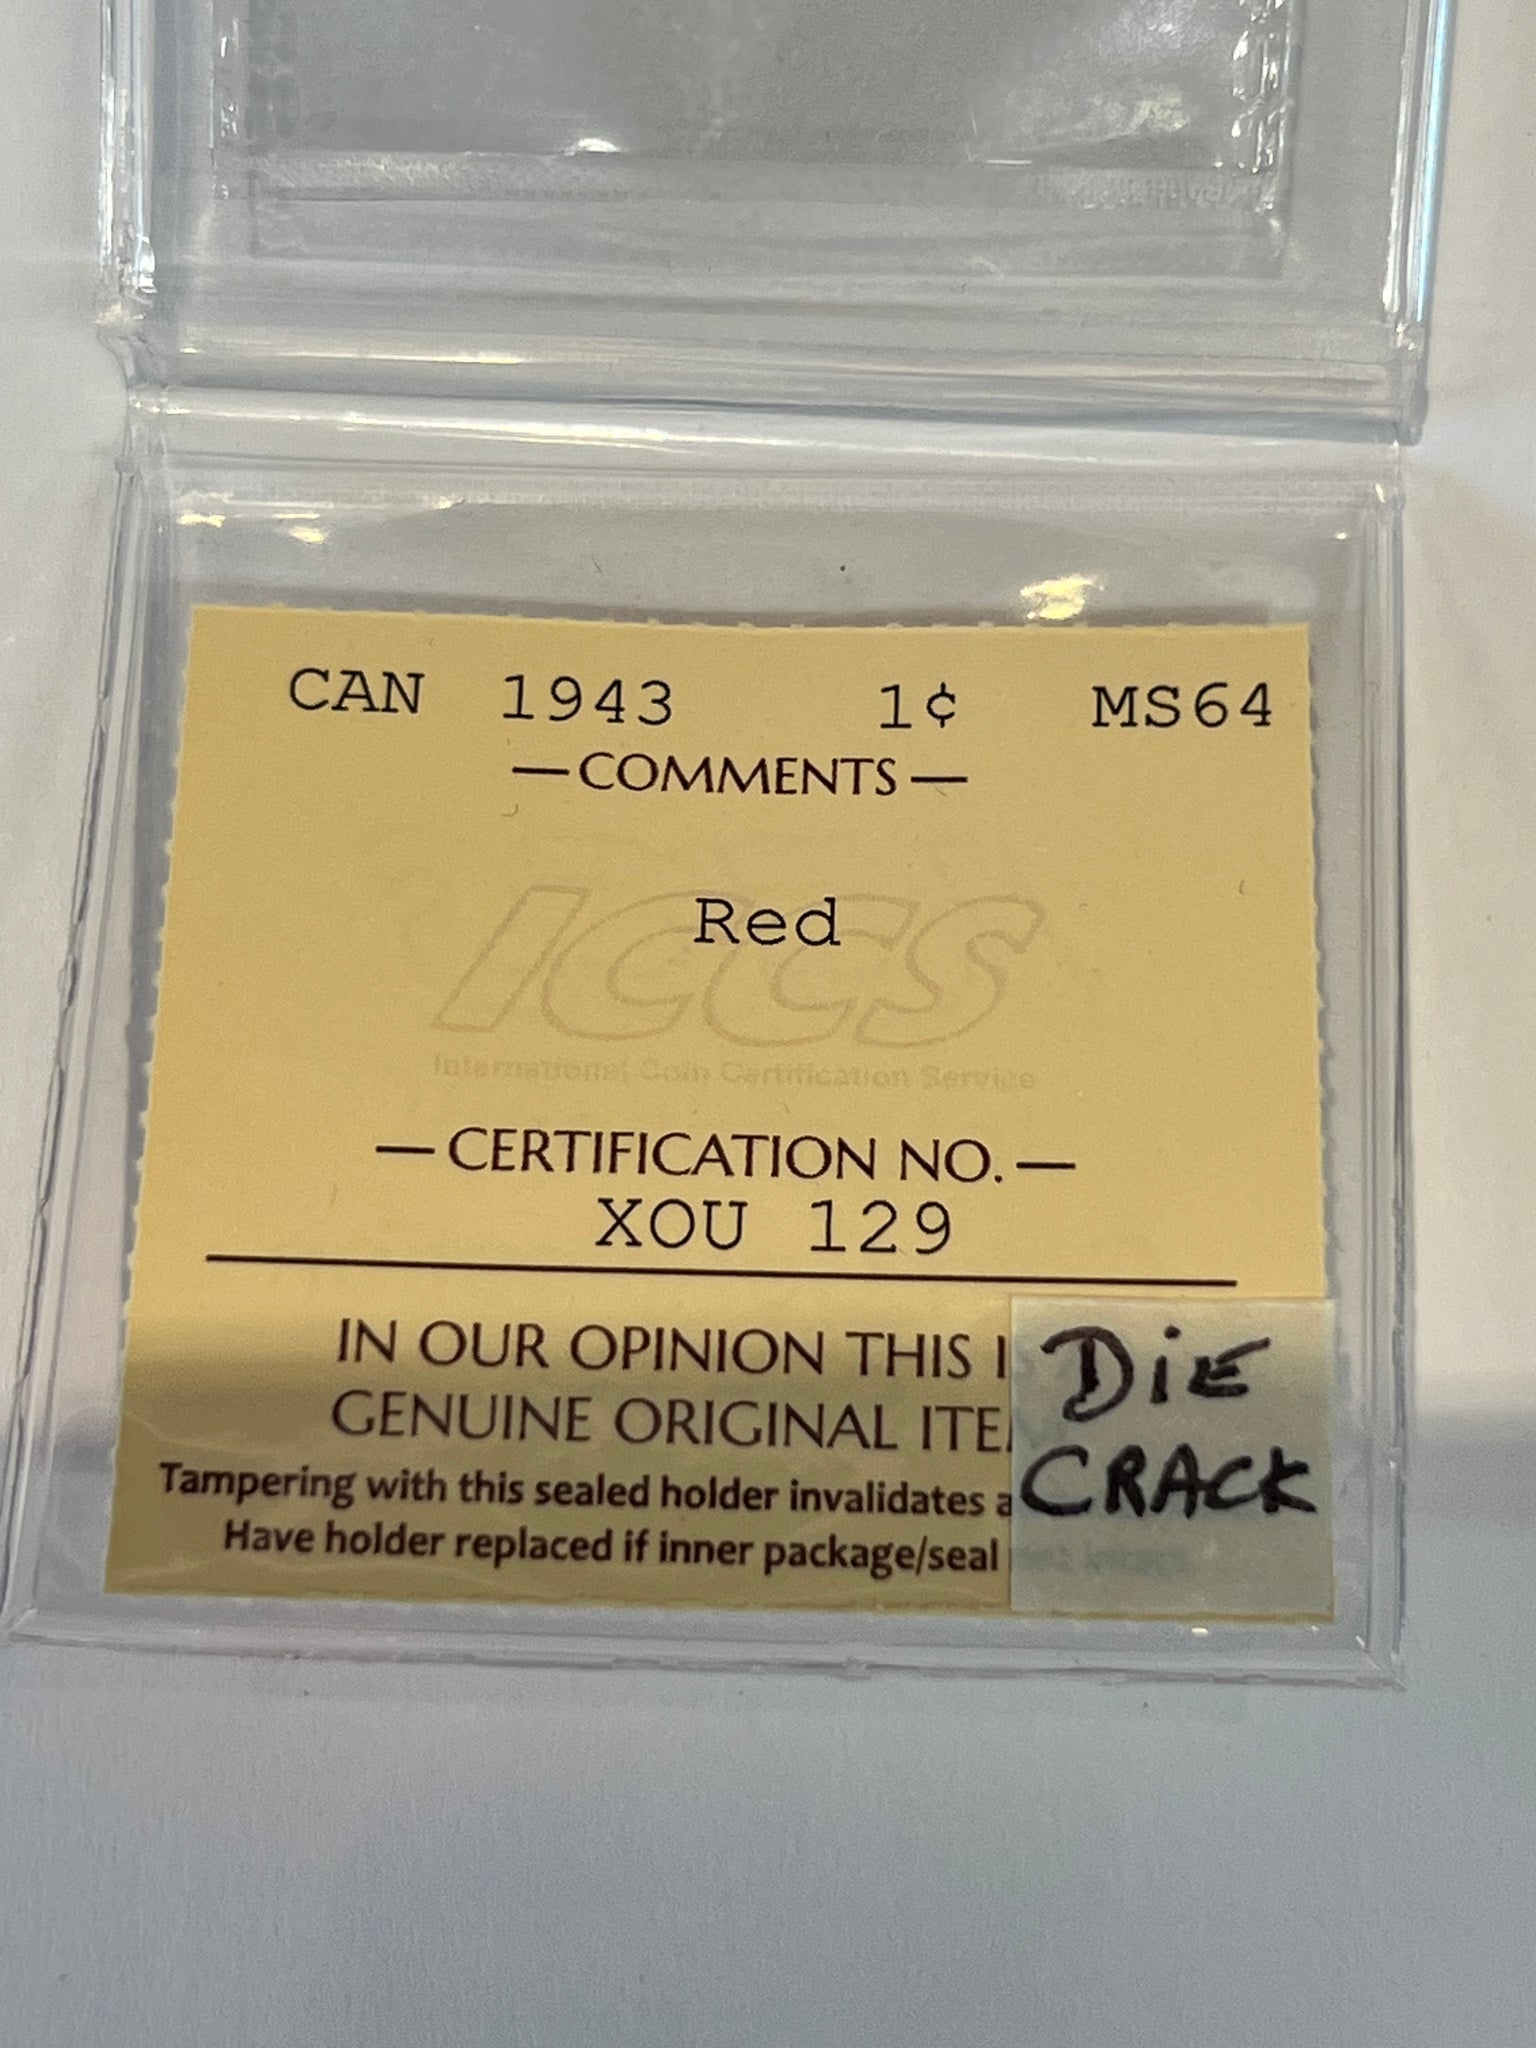 CAN 1943 1¢ MS64
—COMMENTS—
Red
ICCS
International Coin Certification Service
—CERTIFICATION NO.—
XOU 129
IN OUR OPINION THIS
GENUINE ORIGINAL
Tampering with this sealed holder invalidates
Have holder replaced if inner package/seal
DiE
CRACK